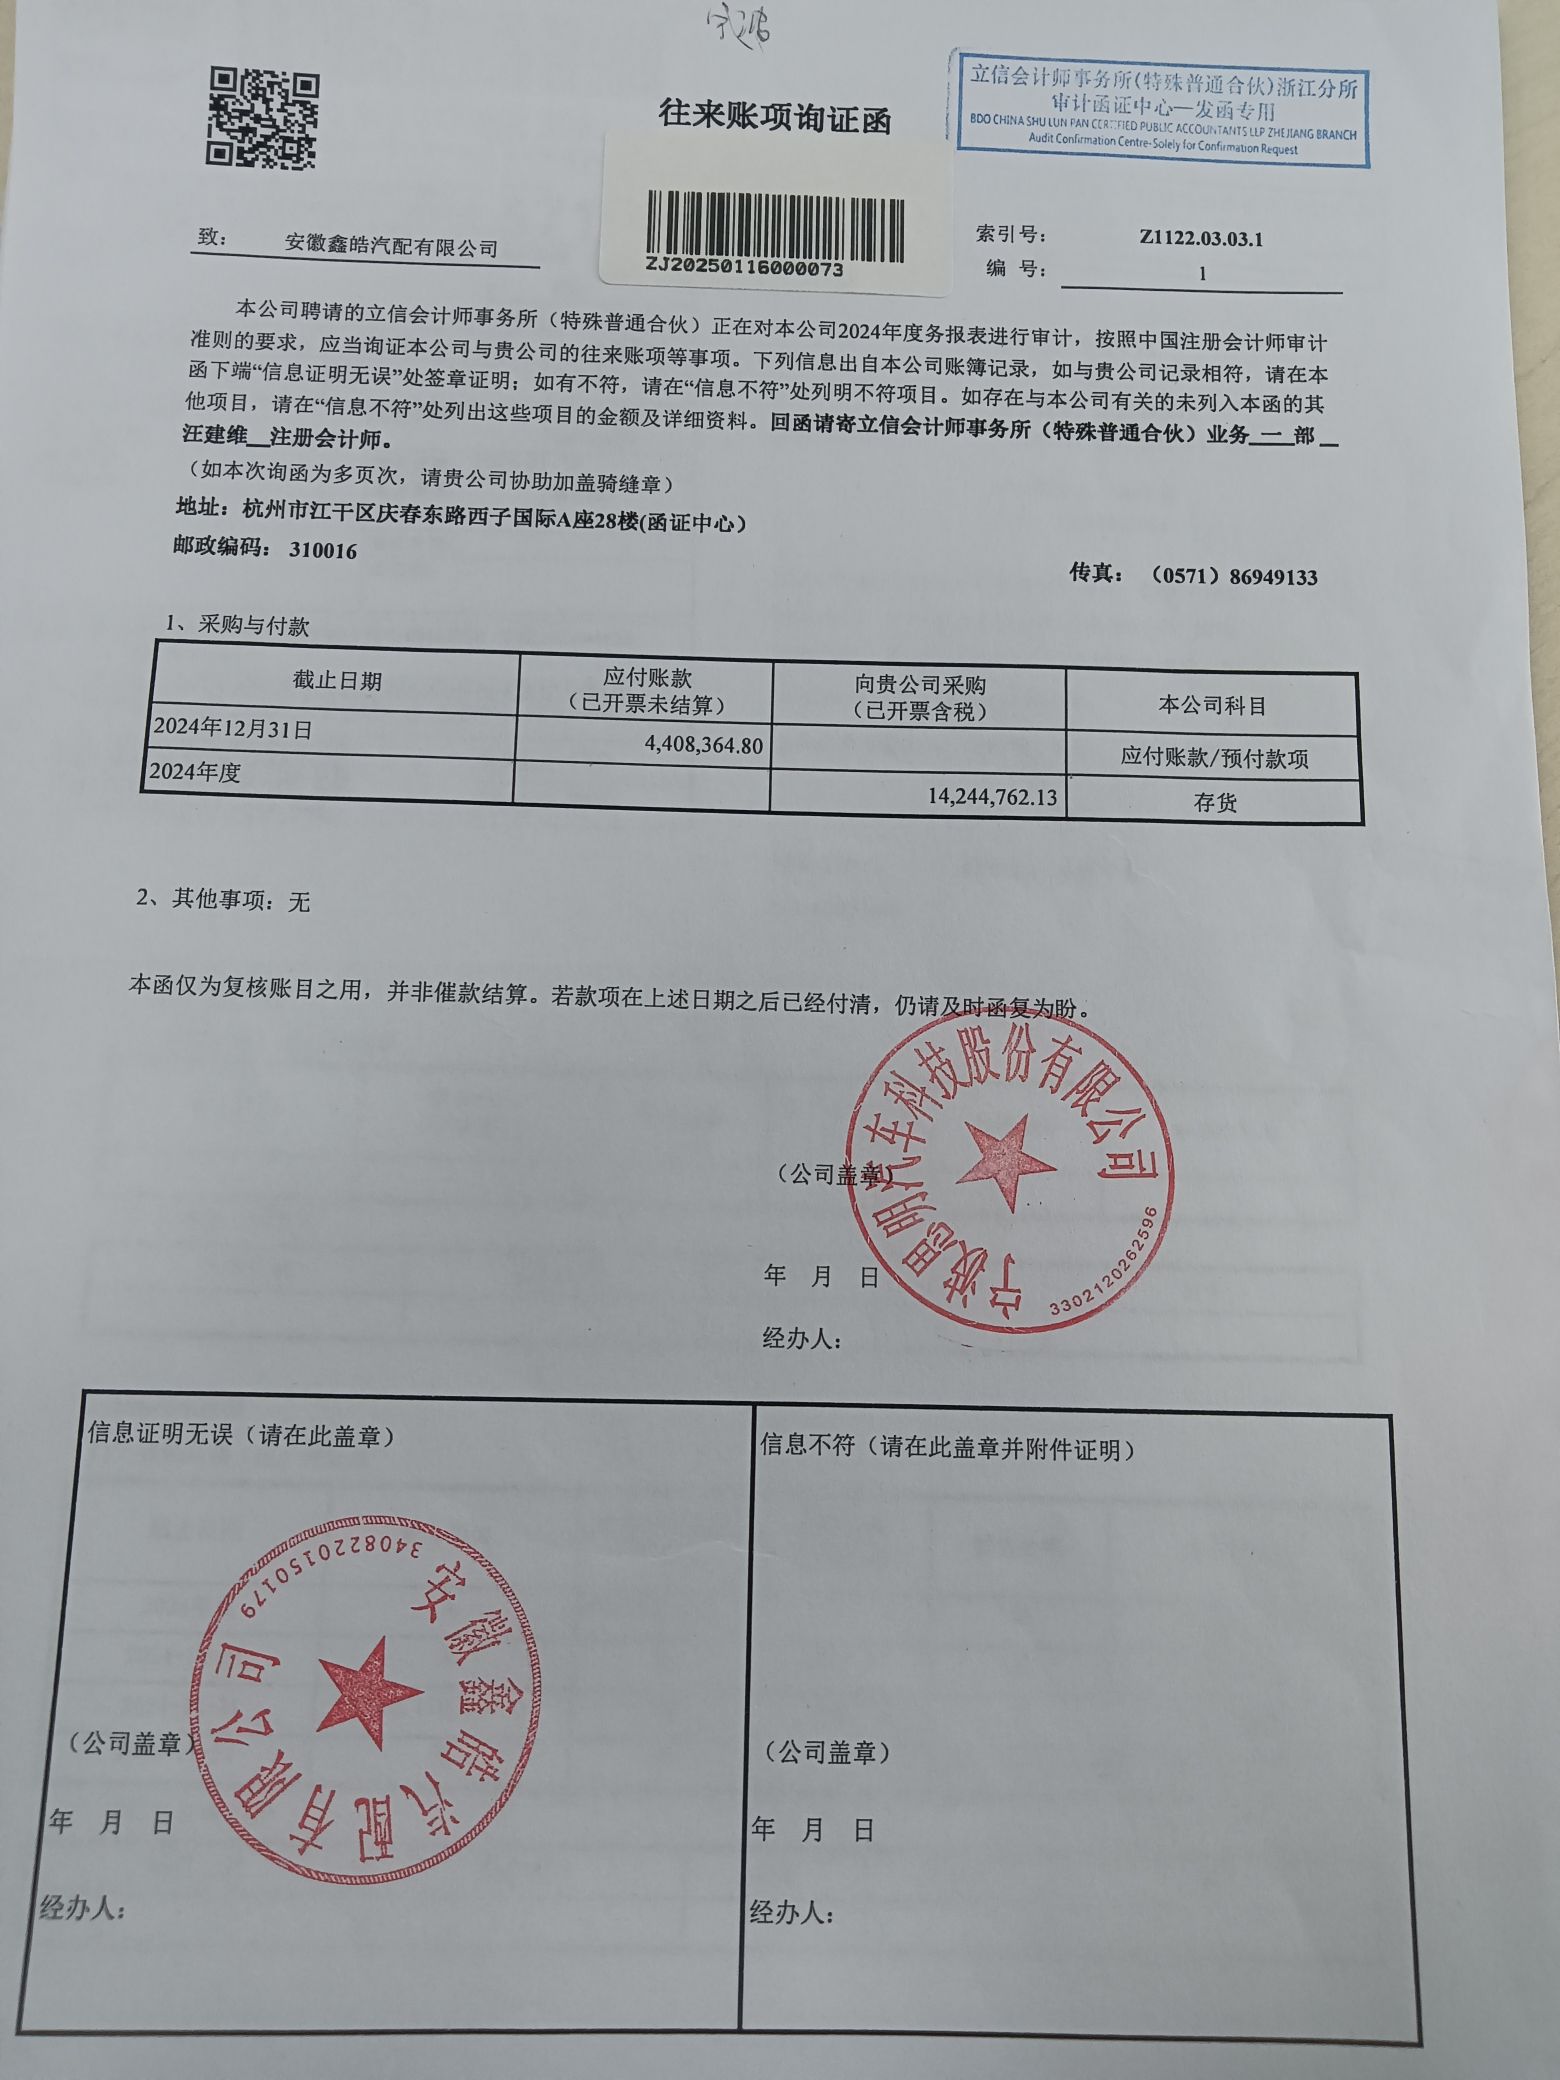 宁波
往来账项询证函
立信会计师事务所(特殊普通合伙)浙江分所
审计函证中心—发函专用
BDO CHINA SHU LUN PAN CERTIFIED PUBLIC ACCOUNTANTS LLP ZHEJIANG BRANCH
Audit Confirmation Centre-Solely for Confirmation Request
ZJ20250116000073
致： 安徽鑫皓汽配有限公司
索引号： Z1122.03.03.1
编 号： 1
本公司聘请的立信会计师事务所（特殊普通合伙）正在对本公司2024年度务报表进行审计，按照中国注册会计师审计
准则的要求，应当询证本公司与贵公司的往来账项等事项。下列信息出自本公司账簿记录，如与贵公司记录相符，请在本
函下端“信息证明无误”处签章证明；如有不符，请在“信息不符”处列明不符项目。如存在与本公司有关的未列入本函的其
他项目，请在“信息不符”处列出这些项目的金额及详细资料。回函请寄立信会计师事务所（特殊普通合伙）业务 一 部
汪建维 注册会计师。
（如本次询函为多页次，请贵公司协助加盖骑缝章）
地址：杭州市江干区庆春东路西子国际A座28楼(函证中心）
邮政编码： 310016
传真：（0571）86949133
1、采购与付款
截止日期 应付账款（已开票未结算） 向贵公司采购（已开票含税） 本公司科目
2024年12月31日 4,408,364.80 应付账款/预付款项
2024年度 14,244,762.13 存货
2、其他事项：无
本函仅为复核账目之用，并非催款结算。若款项在上述日期之后已经付清，仍请及时函复为盼。
（公司盖章）
宁波思明汽车科技股份有限公司
3302120262596
年 月 日
经办人：
信息证明无误（请在此盖章）
安徽鑫皓汽配有限公司
3408220150179
（公司盖章）
年 月 日
经办人：
信息不符（请在此盖章并附件证明）
（公司盖章）
年 月 日
经办人：